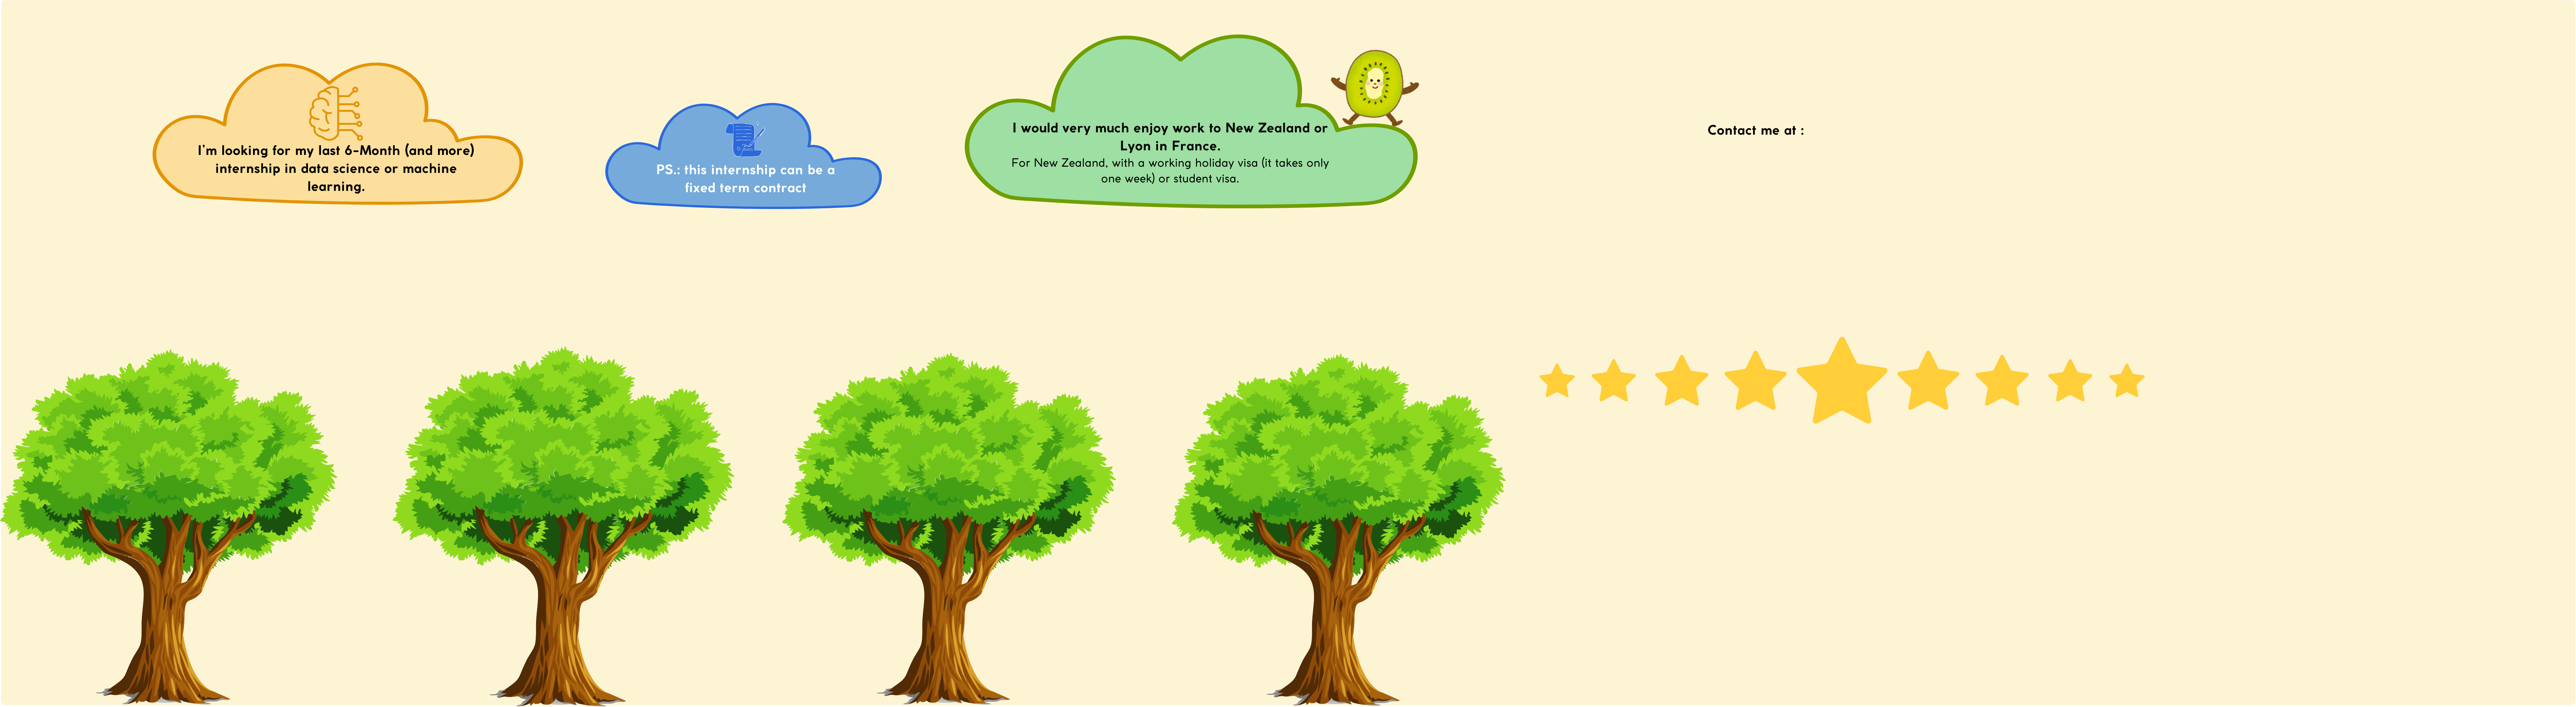 I'm looking for my last 6-Month (and more)
internship in data science or machine
learning.
PS.: this internship can be a
fixed term contract
I would very much enjoy work to New Zealand or
Lyon in France.
For New Zealand, with a working holiday visa (it takes only
one week) or student visa.
Contact me at :